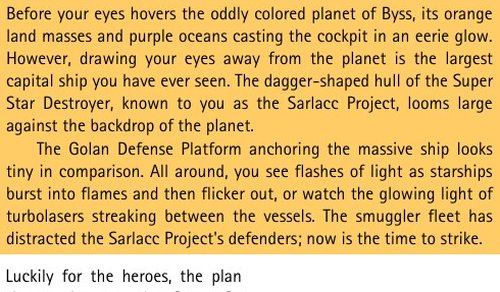 Before your eyes hovers the oddly colored planet of Byss, its orange
land masses and purple oceans casting the cockpit in an eerie glow.
However, drawing your eyes away from the planet is the largest
capital ship you have ever seen. The dagger-shaped hull of the Super
Star Destroyer, known to you as the Sarlacc Project, looms large
against the backdrop of the planet.
The Golan Defense Platform anchoring the massive ship looks
tiny in comparison. All around, you see flashes of light as starships
burst into flames and then flicker out, or watch the glowing light of
turbolasers streaking between the vessels. The smuggler fleet has
distracted the Sarlacc Project's defenders; now is the time to strike.
Luckily for the heroes, the plan